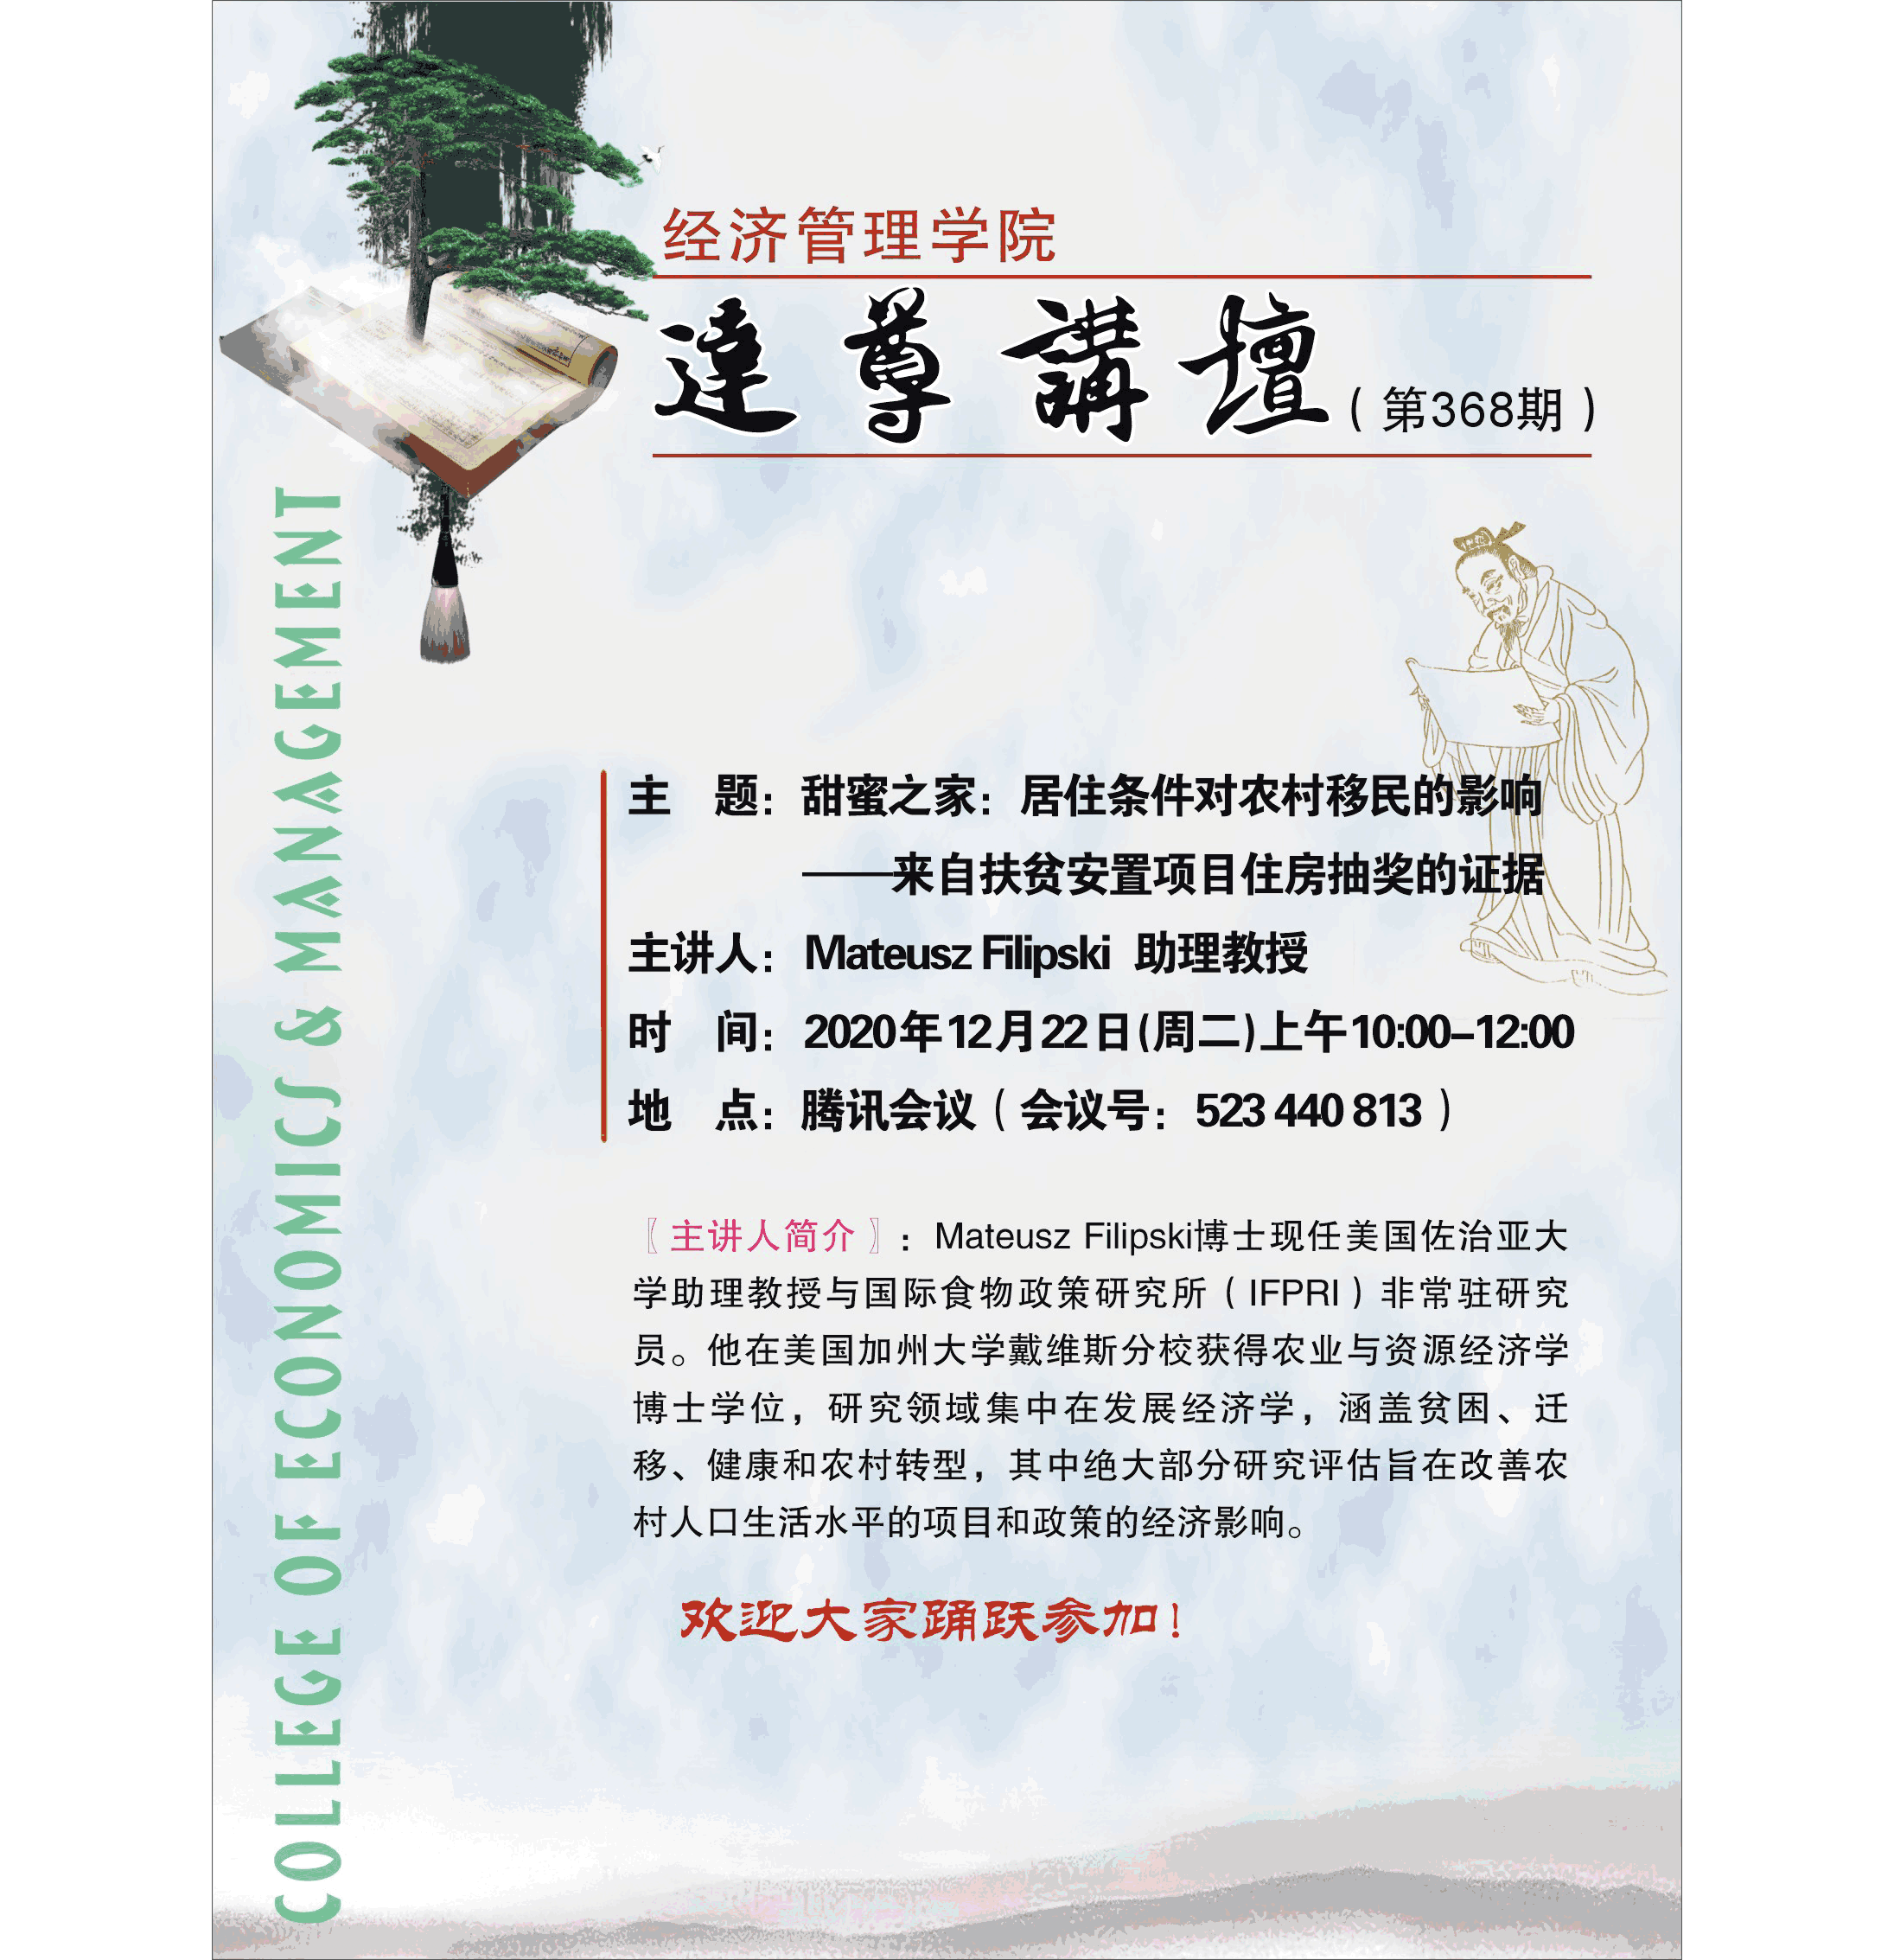 经济管理学院
達尊講壇（第368期）
COLLEGE OF ECONOMICS & MANAGEMENT
主　题：甜蜜之家：居住条件对农村移民的影响
——来自扶贫安置项目住房抽奖的证据
主讲人：Mateusz Filipski 助理教授
时　间：2020年12月22日(周二)上午10:00–12:00
地　点：腾讯会议（会议号：523 440 813）
〖主讲人简介〗：Mateusz Filipski博士现任美国佐治亚大
学助理教授与国际食物政策研究所（IFPRI）非常驻研究
员。他在美国加州大学戴维斯分校获得农业与资源经济学
博士学位，研究领域集中在发展经济学，涵盖贫困、迁
移、健康和农村转型，其中绝大部分研究评估旨在改善农
村人口生活水平的项目和政策的经济影响。
欢迎大家踊跃参加！